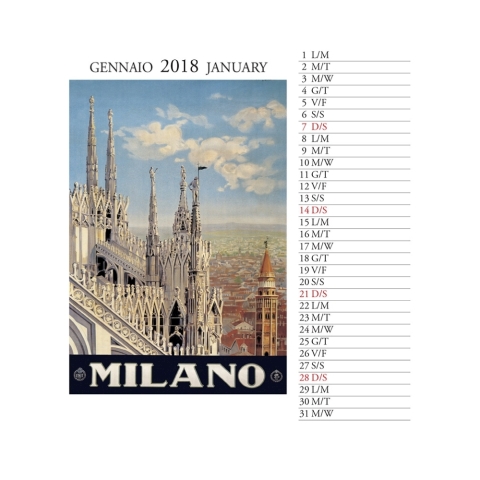 GENNAIO 2018 JANUARY
MILANO
1 L/M
2 M/T
3 M/W
4 G/T
5 V/F
6 S/S
7 D/S
8 L/M
9 M/T
10 M/W
11 G/T
12 V/F
13 S/S
14 D/S
15 L/M
16 M/T
17 M/W
18 G/T
19 V/F
20 S/S
21 D/S
22 L/M
23 M/T
24 M/W
25 G/T
26 V/F
27 S/S
28 D/S
29 L/M
30 M/T
31 M/W